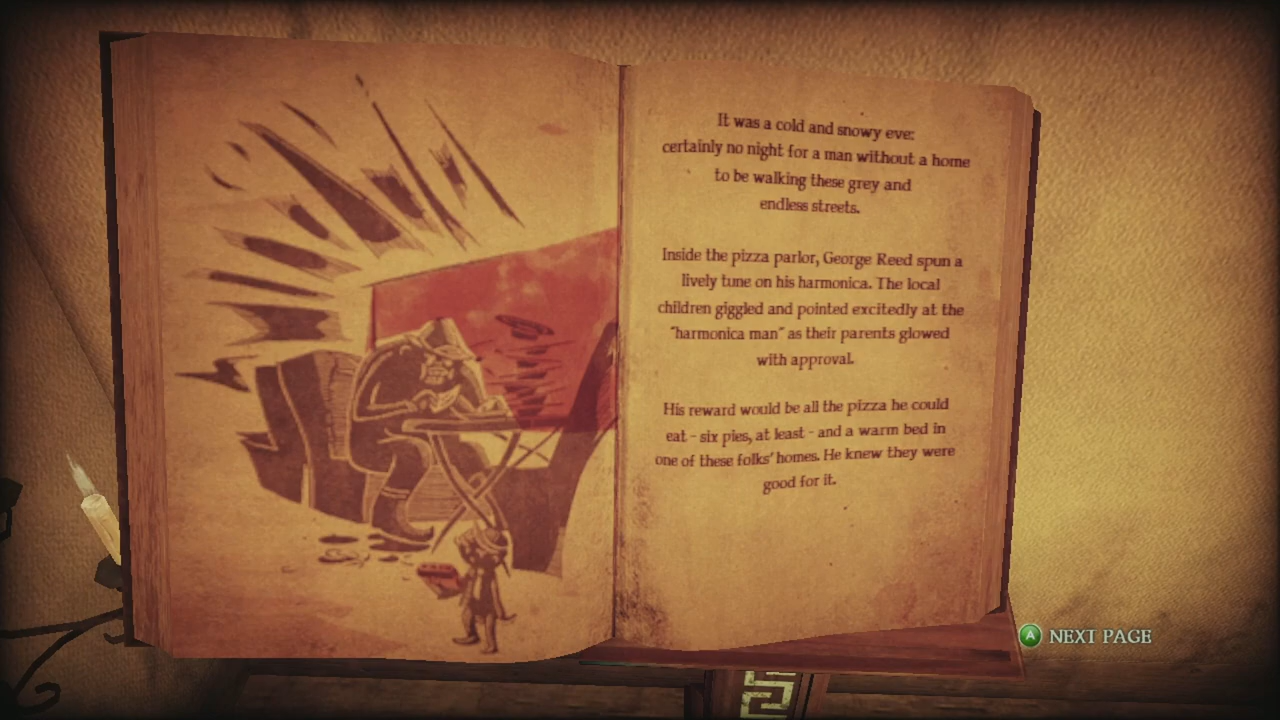 It was a cold and snowy eve:
certainly no night for a man without a home
to be walking these grey and
endless streets.
Inside the pizza parlor, George Reed spun a
lively tune on his harmonica. The local
children giggled and pointed excitedly at the
"harmonica man" as their parents glowed
with approval.
His reward would be all the pizza he could
eat - six pies, at least - and a warm bed in
one of these folks' homes. He knew they were
good for it.
A NEXT PAGE